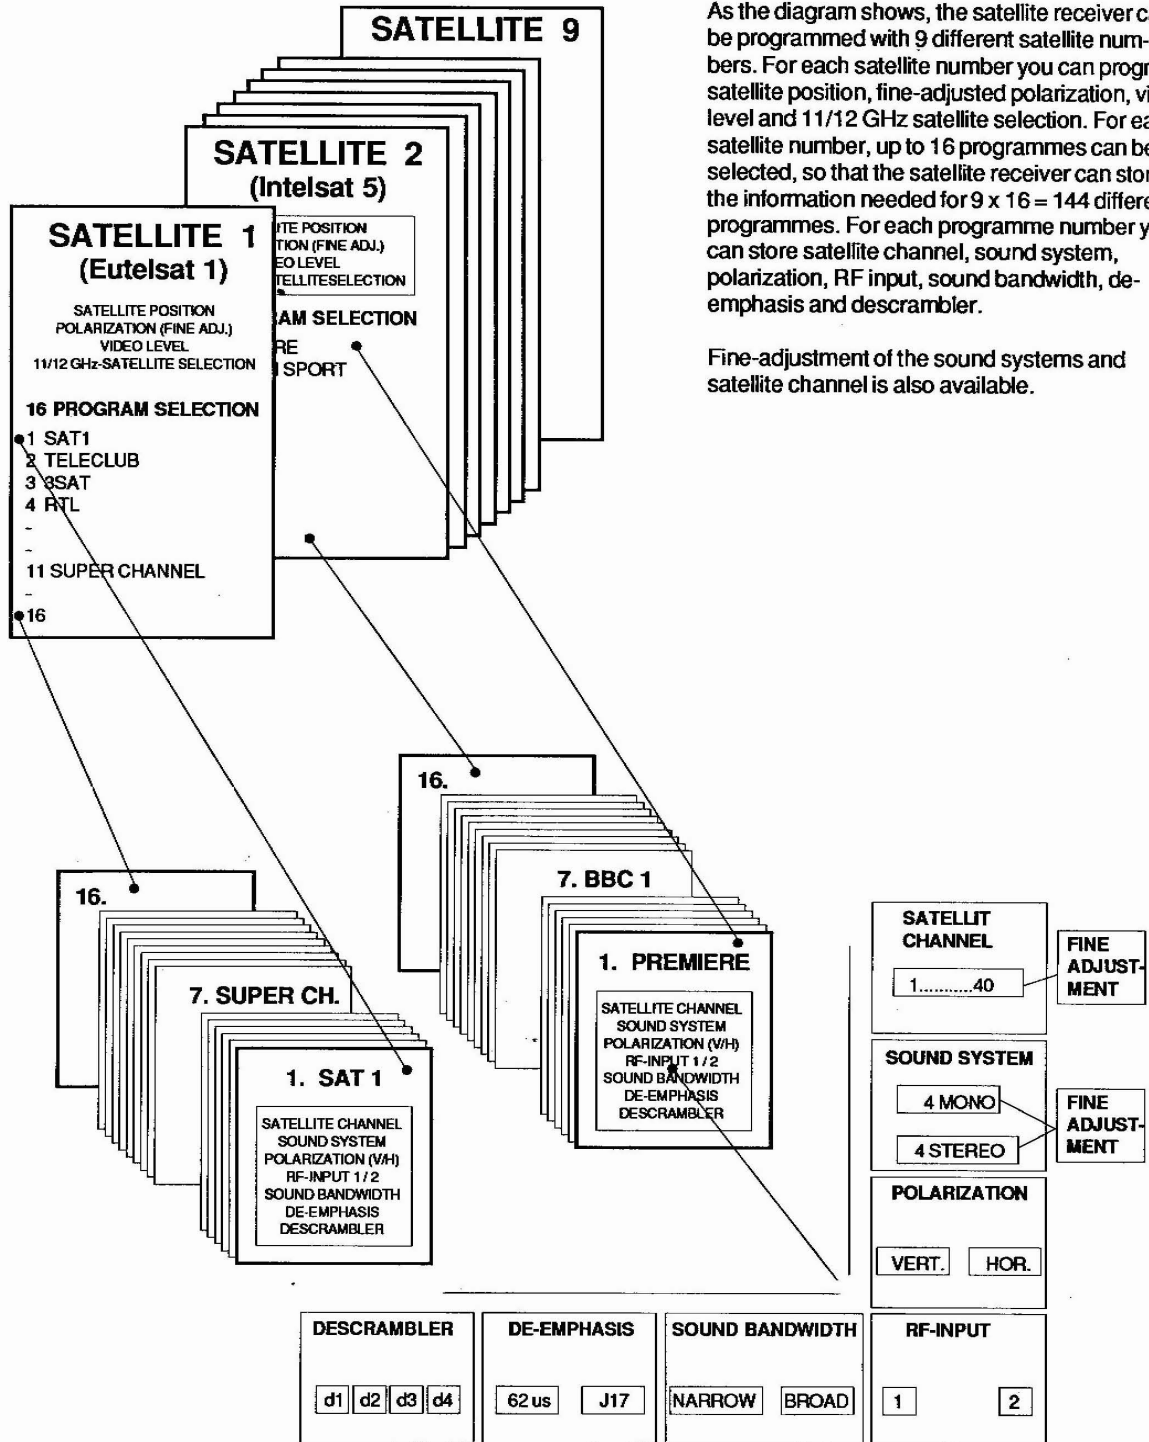 SATELLITE 9
SATELLITE 2
(Intelsat 5)
POSITION
(FINE ADJ.)
LEVEL
SELECTION
RE
SPORT
SATELLITE 1
(Eutelsat 1)
SATELLITE POSITION
POLARIZATION (FINE ADJ.)
VIDEO LEVEL
11/12 GHz-SATELLITE SELECTION
16 PROGRAM SELECTION
1 SAT1
2 TELECLUB
3 3SAT
4 RTL
-
-
11 SUPER CHANNEL
-
16
As the diagram shows, the satellite receiver
be programmed with 9 different satellite num-
bers. For each satellite number you can
satellite position, fine-adjusted polarization,
level and 11/12 GHz satellite selection. For
satellite number, up to 16 programmes can be
selected, so that the satellite receiver can
the information needed for 9 x 16 = 144
programmes. For each programme number
can store satellite channel, sound system,
polarization, RF input, sound bandwidth, de-
emphasis and descrambler.
Fine-adjustment of the sound systems and
satellite channel is also available.
16.
7. BBC 1
1. PREMIERE
SATELLITE CHANNEL
SOUND SYSTEM
POLARIZATION (V/H)
RF-INPUT 1 / 2
SOUND BANDWIDTH
DE-EMPHASIS
DESCRAMBLER
16.
7. SUPER CH.
1. SAT 1
SATELLITE CHANNEL
SOUND SYSTEM
POLARIZATION (V/H)
RF-INPUT 1 / 2
SOUND BANDWIDTH
DE-EMPHASIS
DESCRAMBLER
SATELLIT
CHANNEL
1...........40
FINE
ADJUST-
MENT
SOUND SYSTEM
4 MONO
4 STEREO
FINE
ADJUST-
MENT
POLARIZATION
VERT. HOR.
DESCRAMBLER
d1 d2 d3 d4
DE-EMPHASIS
62 us J17
SOUND BANDWIDTH
NARROW BROAD
RF-INPUT
1 2